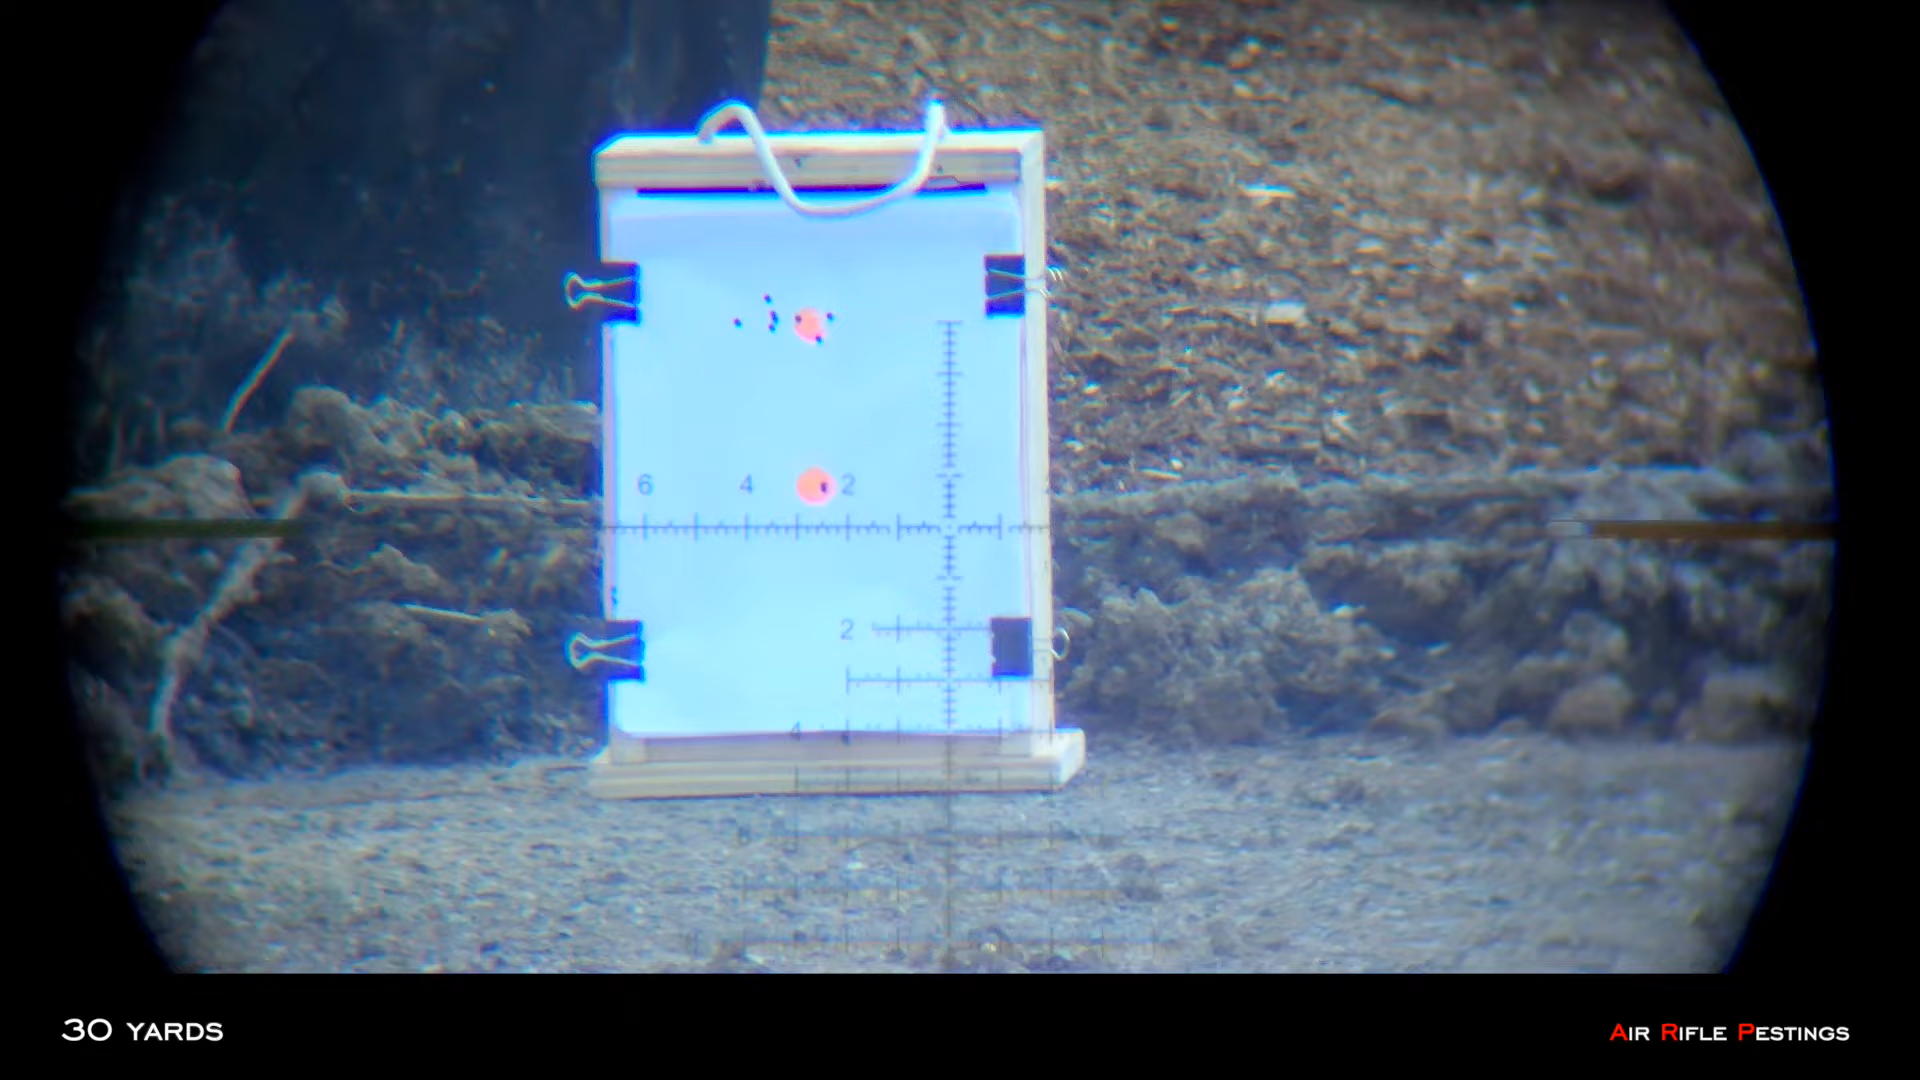 6 4 2
2
4
30 YARDS
AIR RIFLE PESTINGS